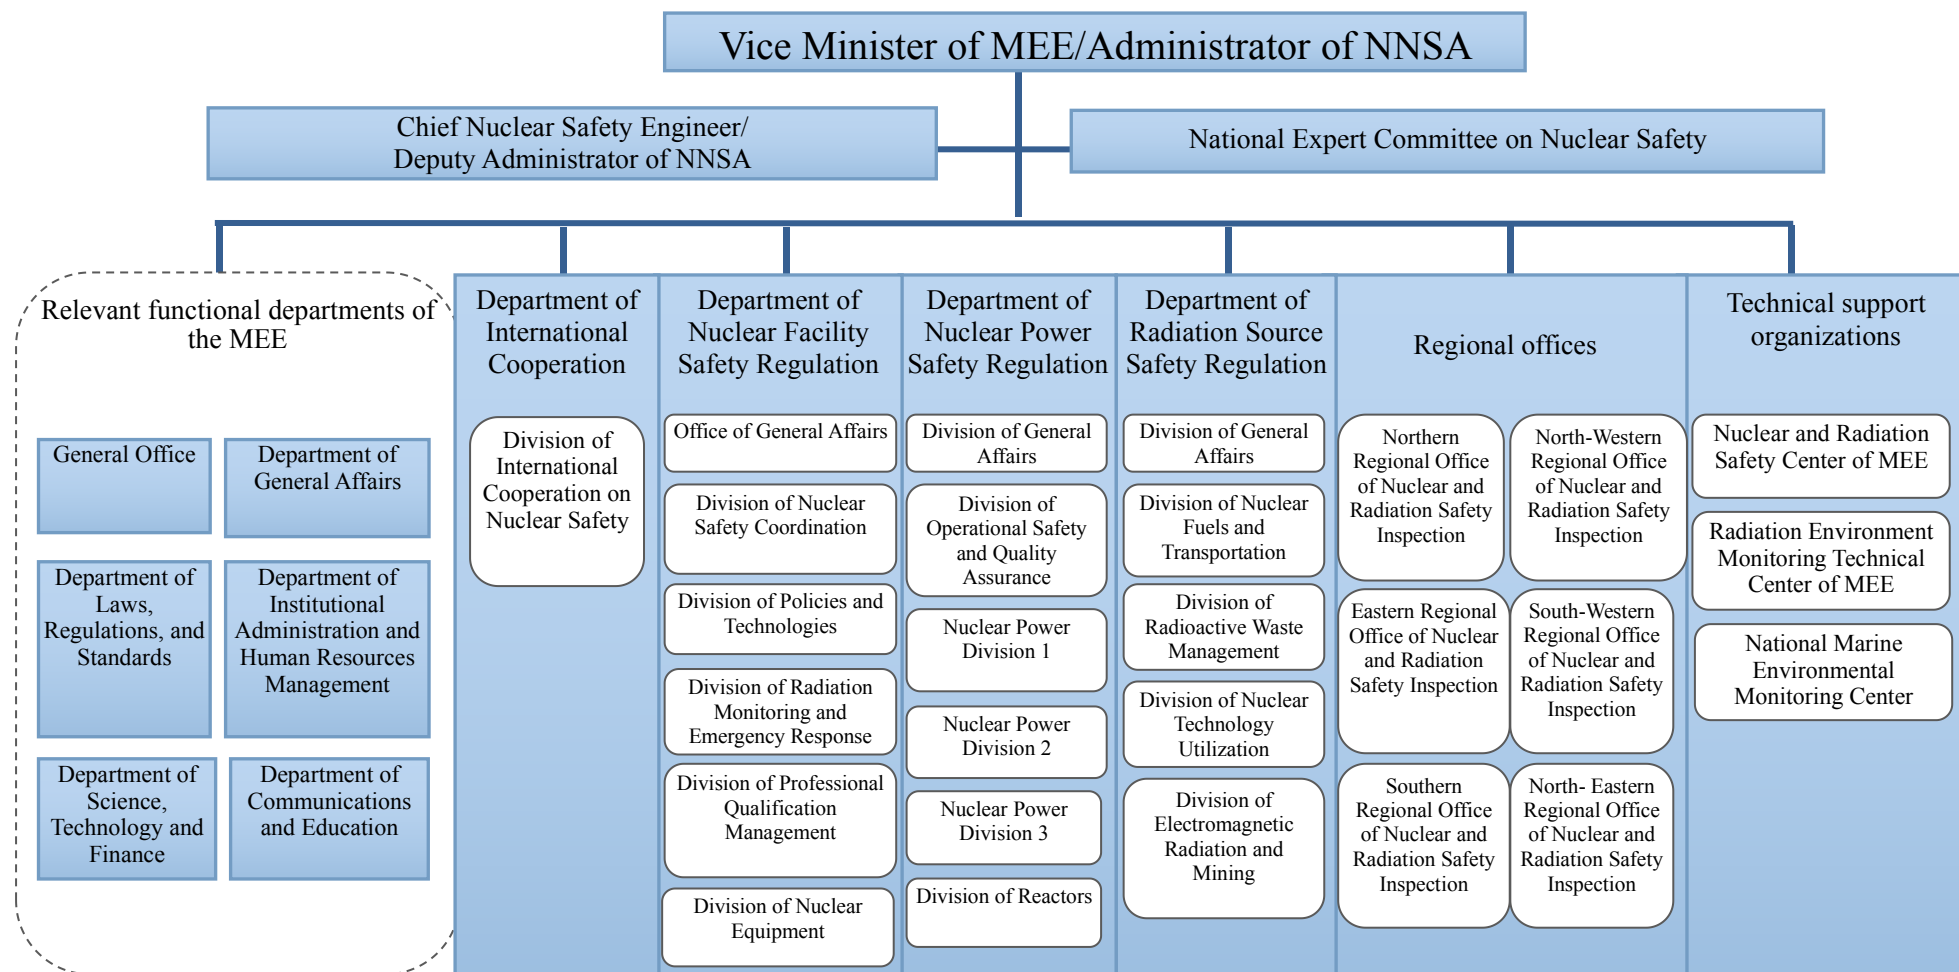 Vice Minister of MEE/Administrator of NNSA
Chief Nuclear Safety Engineer/
Deputy Administrator of NNSA
National Expert Committee on Nuclear Safety
Relevant functional departments of
the MEE
General Office
Department of
General Affairs
Department of
Laws,
Regulations, and
Standards
Department of
Institutional
Administration and
Human Resources
Management
Department of
Science,
Technology and
Finance
Department of
Communications
and Education
Department of
International
Cooperation
Division of
International
Cooperation on
Nuclear Safety
Department of
Nuclear Facility
Safety Regulation
Office of General Affairs
Division of Nuclear
Safety Coordination
Division of Policies and
Technologies
Division of Radiation
Monitoring and
Emergency Response
Division of Professional
Qualification
Management
Division of Nuclear
Equipment
Department of
Nuclear Power
Safety Regulation
Division of General
Affairs
Division of
Operational Safety
and Quality
Assurance
Nuclear Power
Division 1
Nuclear Power
Division 2
Nuclear Power
Division 3
Division of Reactors
Department of
Radiation Source
Safety Regulation
Division of General
Affairs
Division of Nuclear
Fuels and
Transportation
Division of
Radioactive Waste
Management
Division of Nuclear
Technology
Utilization
Division of
Electromagnetic
Radiation and
Mining
Regional offices
Northern
Regional Office
of Nuclear and
Radiation Safety
Inspection
North-Western
Regional Office
of Nuclear and
Radiation Safety
Inspection
Eastern Regional
Office of Nuclear
and Radiation
Safety Inspection
South-Western
Regional Office
of Nuclear and
Radiation Safety
Inspection
Southern
Regional Office
of Nuclear and
Radiation Safety
Inspection
North- Eastern
Regional Office
of Nuclear and
Radiation Safety
Inspection
Technical support
organizations
Nuclear and Radiation
Safety Center of MEE
Radiation Environment
Monitoring Technical
Center of MEE
National Marine
Environmental
Monitoring Center